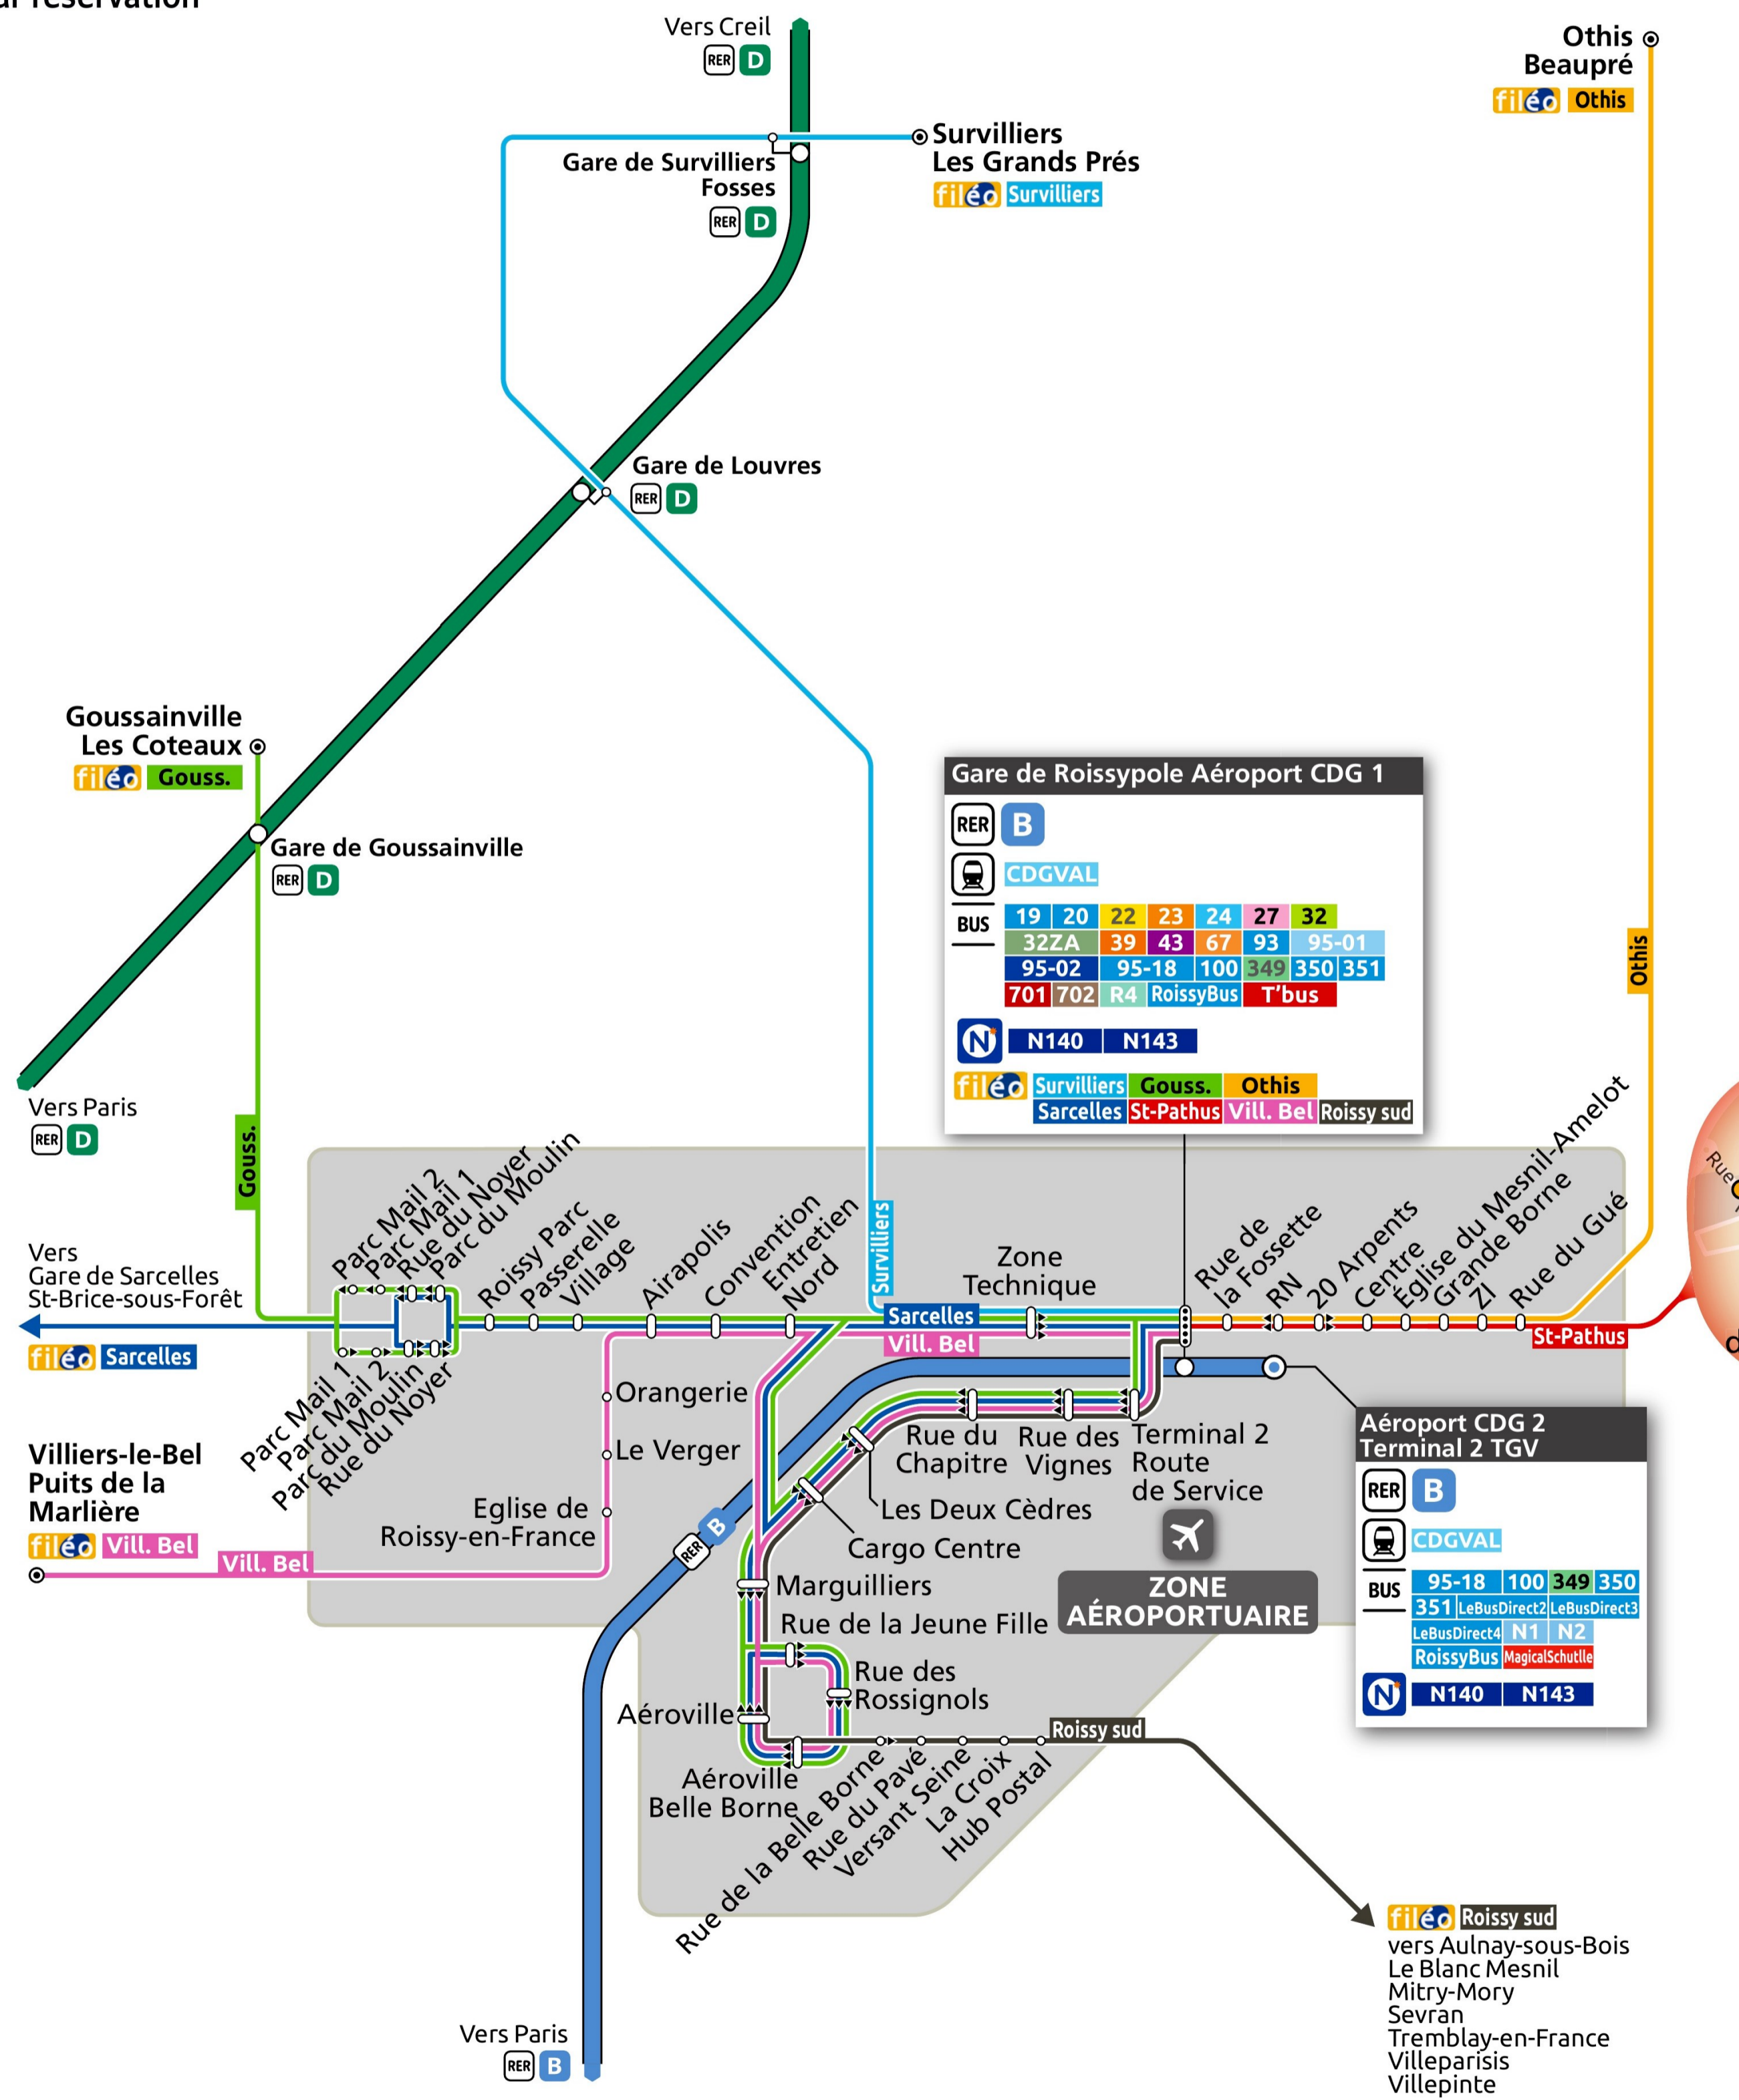 réservation
Vers Creil
RER D
Othis
Beaupré
filéo Othis
Survilliers
Les Grands Prés
filéo Survilliers
Gare de Survilliers
Fosses
RER D
Gare de Louvres
RER D
Goussainville
Les Coteaux
filéo Gouss.
Gare de Goussainville
RER D
Vers Paris
RER D
Gouss.
Othis
Survilliers
Gare de Roissypole Aéroport CDG 1
RER B
CDGVAL
BUS
19 20 22 23 24 27 32
32ZA 39 43 67 93 95-01
95-02 95-18 100 349 350 351
701 702 R4 RoissyBus T'bus
N N140 N143
filéo Survilliers Gouss. Othis
Sarcelles St-Pathus Vill. Bel Roissy sud
Vers
Gare de Sarcelles
St-Brice-sous-Forêt
filéo Sarcelles
Parc Mail 2
Parc Mail 1
Rue du Noyer
Parc du Moulin
Roissy Parc
Passerelle
Village
Airapolis
Convention
Entretien
Nord
Zone
Technique
Sarcelles
Vill. Bel
Rue de
la Fossette
RN
20 Arpents
Centre
Église du Mesnil-Amelot
Grande Borne
ZI
Rue du Gué
St-Pathus
Rue
d
Parc Mail 1
Parc Mail 2
Parc du Moulin
Rue du Noyer
Orangerie
Le Verger
Eglise de
Roissy-en-France
Villiers-le-Bel
Puits de la
Marlière
filéo Vill. Bel
Vill. Bel
RER B
Rue du
Chapitre
Rue des
Vignes
Terminal 2
Route
de Service
Les Deux Cèdres
Cargo Centre
Marguilliers
Rue de la Jeune Fille
Rue des
Rossignols
Aéroville
Aéroville
Belle Borne
ZONE
AÉROPORTUAIRE
Roissy sud
Rue de la Belle Borne
Rue du Pavé
Versant Seine
La Croix
Hub Postal
Aéroport CDG 2
Terminal 2 TGV
RER B
CDGVAL
BUS
95-18 100 349 350
351 LeBusDirect2 LeBusDirect3
LeBusDirect4 N1 N2
RoissyBus MagicalSchutlle
N N140 N143
filéo Roissy sud
vers Aulnay-sous-Bois
Le Blanc Mesnil
Mitry-Mory
Sevran
Tremblay-en-France
Villeparisis
Villepinte
Vers Paris
RER B